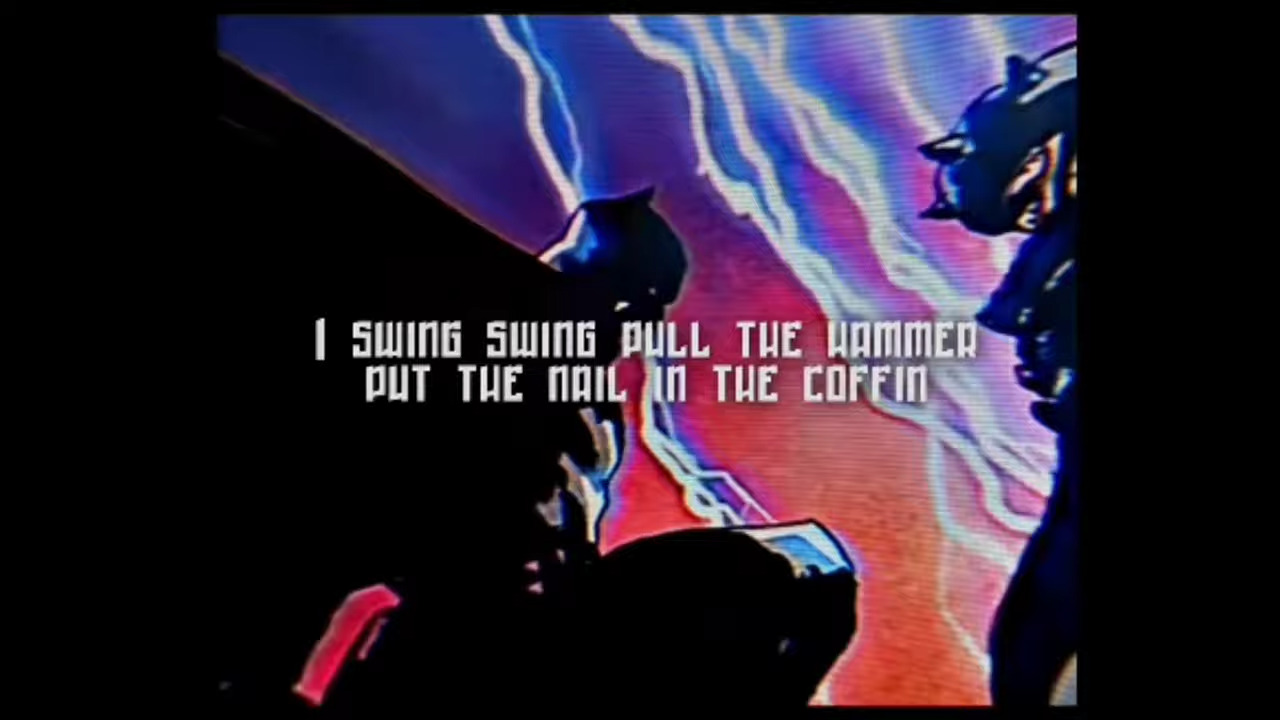 I SWING SWING PULL THE HAMMER
PUT THE NAIL IN THE COFFIN